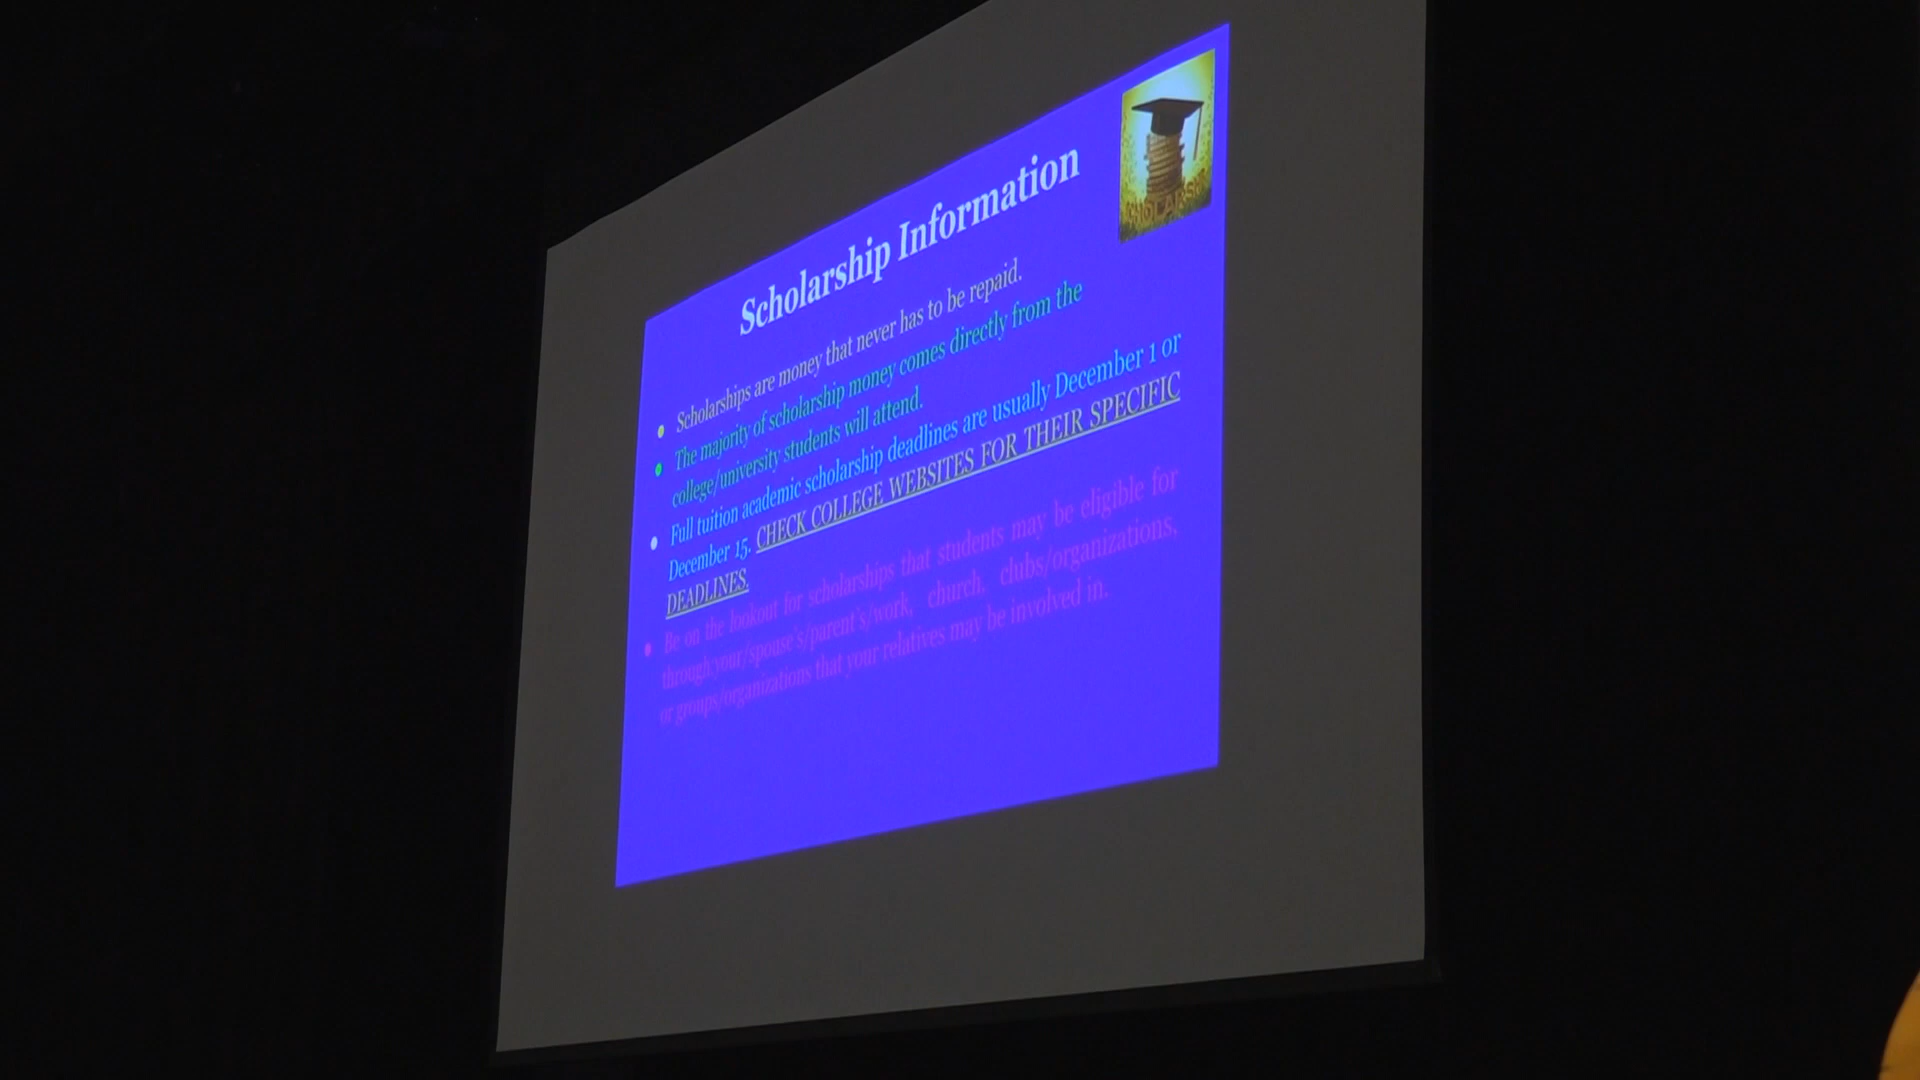 Scholarship Information
• Scholarships are money that never has to be repaid.
• The majority of scholarship money comes directly from the
college/university students will attend.
• Full tuition academic scholarship deadlines are usually December 1 or
December 15. CHECK COLLEGE WEBSITES FOR THEIR SPECIFIC
DEADLINES.
• Be on the lookout for scholarships that students may be eligible for
through your/spouse's/parent's/work, church, clubs/organizations,
or groups/organizations that your relatives may be involved in.